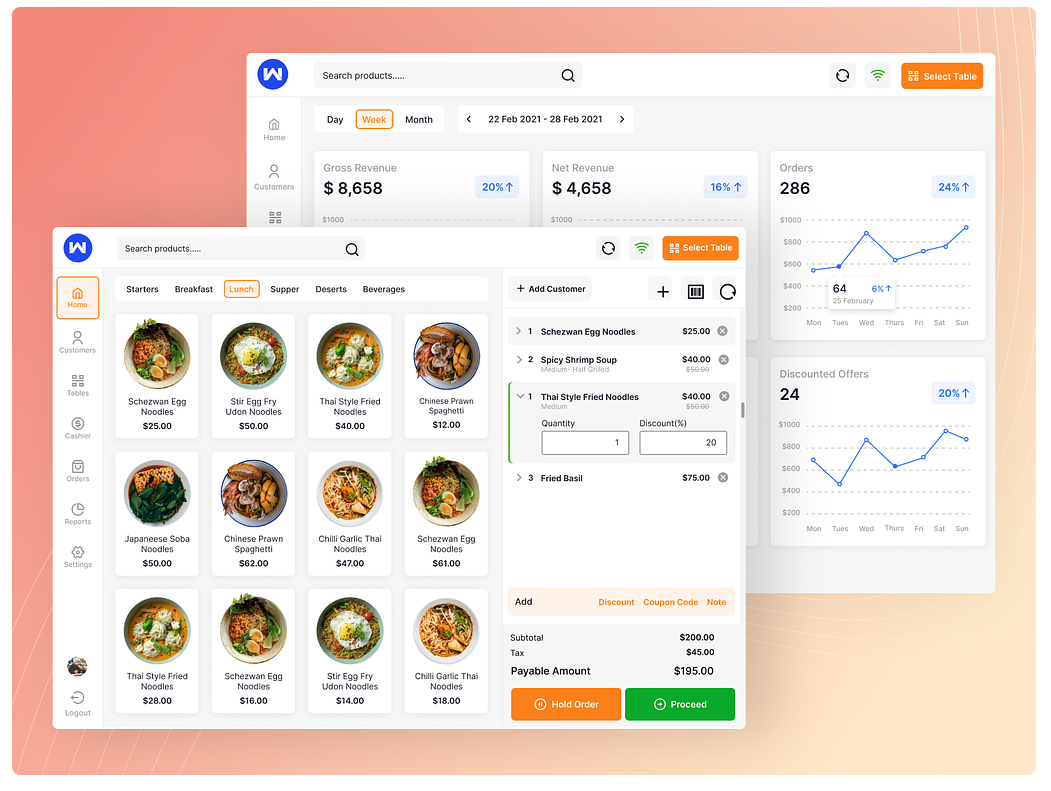 Search products.....
Select Table
Day Week Month
22 Feb 2021 - 28 Feb 2021
Home
Customers
Gross Revenue
$ 8,658
20%
$1000
Net Revenue
$ 4,658
16%
$1000
Orders
286
24%
$1000
$800
$600
$400
$200
64 6%
25 February
Mon Tues Wed Thurs Fri Sat Sun
Discounted Offers
24
20%
$1000
$800
$600
$400
$200
Mon Tues Wed Thurs Fri Sat Sun
Search products.....
Select Table
Home
Customers
Tables
Cashier
Orders
Reports
Settings
Logout
Starters Breakfast Lunch Supper Deserts Beverages
Schezwan Egg
Noodles
$25.00
Stir Egg Fry
Udon Noodles
$50.00
Thai Style Fried
Noodles
$40.00
Chinese Prawn
Spaghetti
$12.00
Japaneese Soba
Noodles
$50.00
Chinese Prawn
Spaghetti
$62.00
Chilli Garlic Thai
Noodles
$47.00
Schezwan Egg
Noodles
$61.00
Thai Style Fried
Noodles
$28.00
Schezwan Egg
Noodles
$16.00
Stir Egg Fry
Udon Noodles
$14.00
Chilli Garlic Thai
Noodles
$18.00
+ Add Customer
1 Schezwan Egg Noodles $25.00
2 Spicy Shrimp Soup $40.00
Medium- Half Grilled $50.00
1 Thai Style Fried Noodles $40.00
Medium $50.00
Quantity Discount(%)
1 20
3 Fried Basil $75.00
Add Discount Coupon Code Note
Subtotal $200.00
Tax $45.00
Payable Amount $195.00
Hold Order Proceed